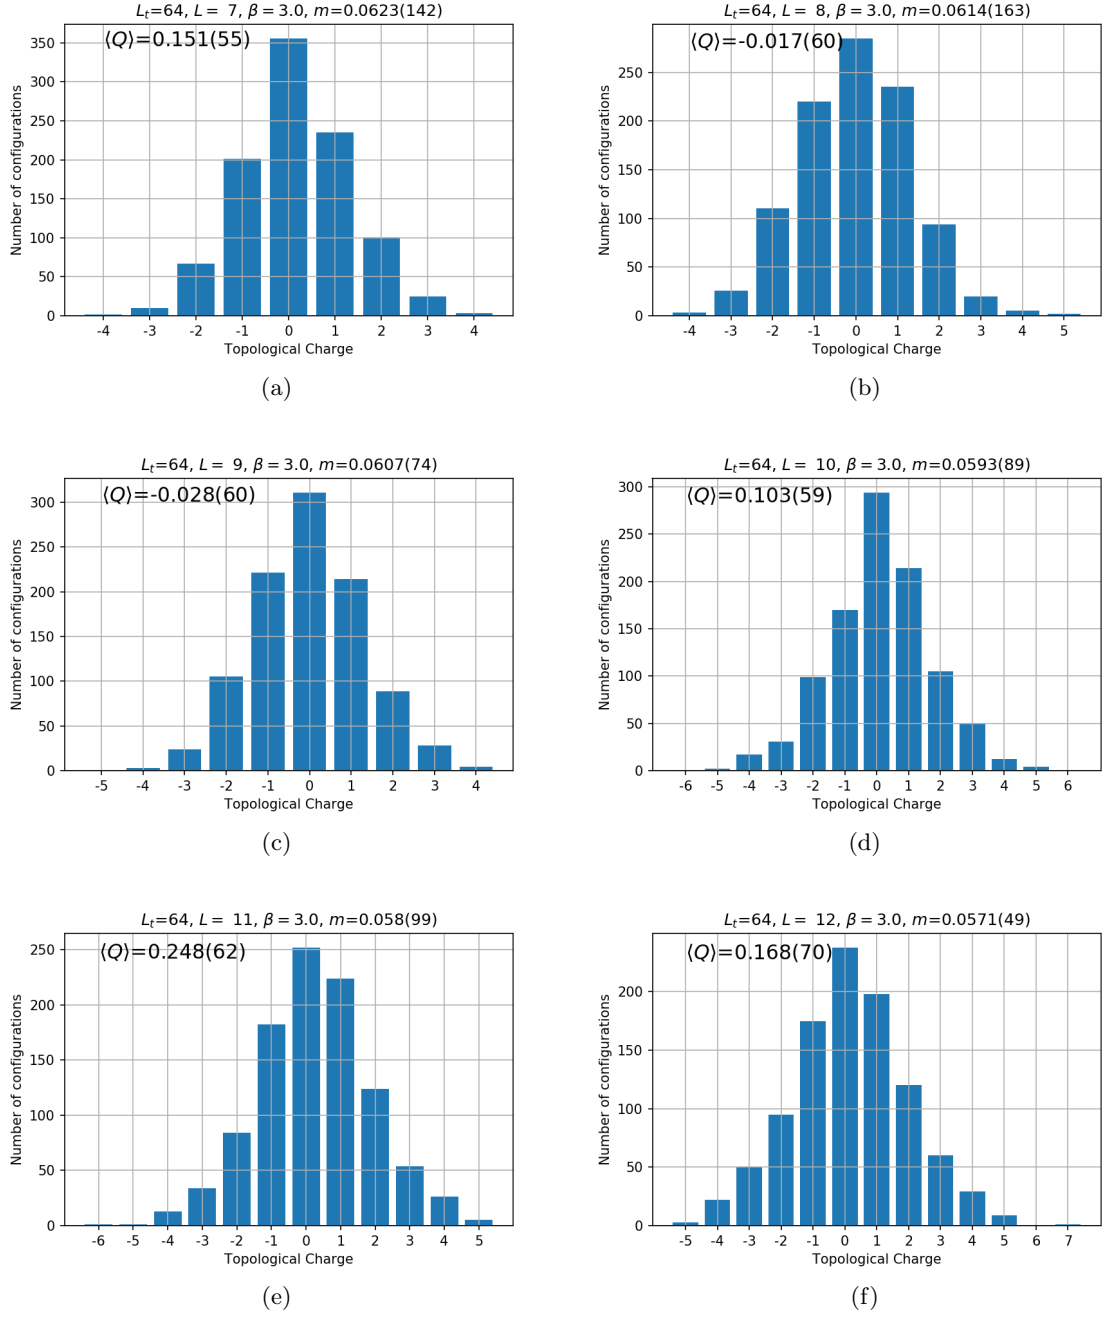 L_t=64, L = 7, β = 3.0, m=0.0623(142)
⟨Q⟩=0.151(55)
Number of configurations
350
300
250
200
150
100
50
0
-4 -3 -2 -1 0 1 2 3 4
Topological Charge
(a)
L_t=64, L = 8, β = 3.0, m=0.0614(163)
⟨Q⟩=-0.017(60)
Number of configurations
250
200
150
100
50
0
-4 -3 -2 -1 0 1 2 3 4 5
Topological Charge
(b)
L_t=64, L = 9, β = 3.0, m=0.0607(74)
⟨Q⟩=-0.028(60)
Number of configurations
300
250
200
150
100
50
0
-5 -4 -3 -2 -1 0 1 2 3 4
Topological Charge
(c)
L_t=64, L = 10, β = 3.0, m=0.0593(89)
⟨Q⟩=0.103(59)
Number of configurations
300
250
200
150
100
50
0
-6 -5 -4 -3 -2 -1 0 1 2 3 4 5 6
Topological Charge
(d)
L_t=64, L = 11, β = 3.0, m=0.058(99)
⟨Q⟩=0.248(62)
Number of configurations
250
200
150
100
50
0
-6 -5 -4 -3 -2 -1 0 1 2 3 4 5
Topological Charge
(e)
L_t=64, L = 12, β = 3.0, m=0.0571(49)
⟨Q⟩=0.168(70)
Number of configurations
200
150
100
50
0
-5 -4 -3 -2 -1 0 1 2 3 4 5 6 7
Topological Charge
(f)